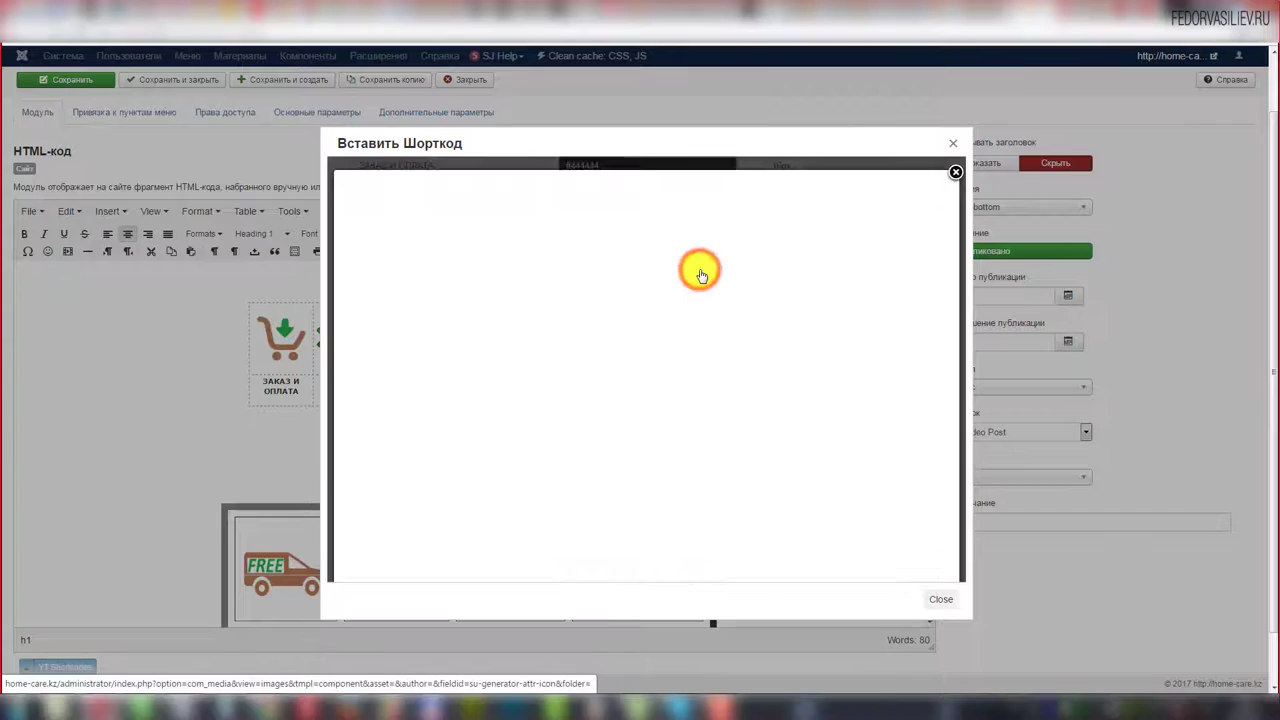 FEDORVASILIEV.RU
Система Пользователи Меню Материалы Компоненты Расширения Справка SJ Help Clean cache: CSS, JS http://home-ca...
Сохранить Сохранить и закрыть Сохранить и создать Сохранить копию Закрыть Справка
Модуль Привязка к пунктам меню Права доступа Основные параметры Дополнительные параметры
Вставить Шорткод
HTML-код
Сайт
Модуль отображает на сайте фрагмент HTML-кода, набранного вручную ил
File Edit Insert View Format Table Tools
Formats Heading 1 Font
ЗАКАЗ И
ОПЛАТА
FREE
ывать заголовок
казать Скрыть
ия
bottom
ние
ликовано
о публикации
шение публикации
п
с.
ок
deo Post
чание
Close
h1 Words: 80
YT Shortcodes
home-care.kz/administrator/index.php?option=com_media&view=images&tmpl=component&asset=&author=&fieldid=su-generator-attr-icon&folder=
© 2017 http://home-care.kz